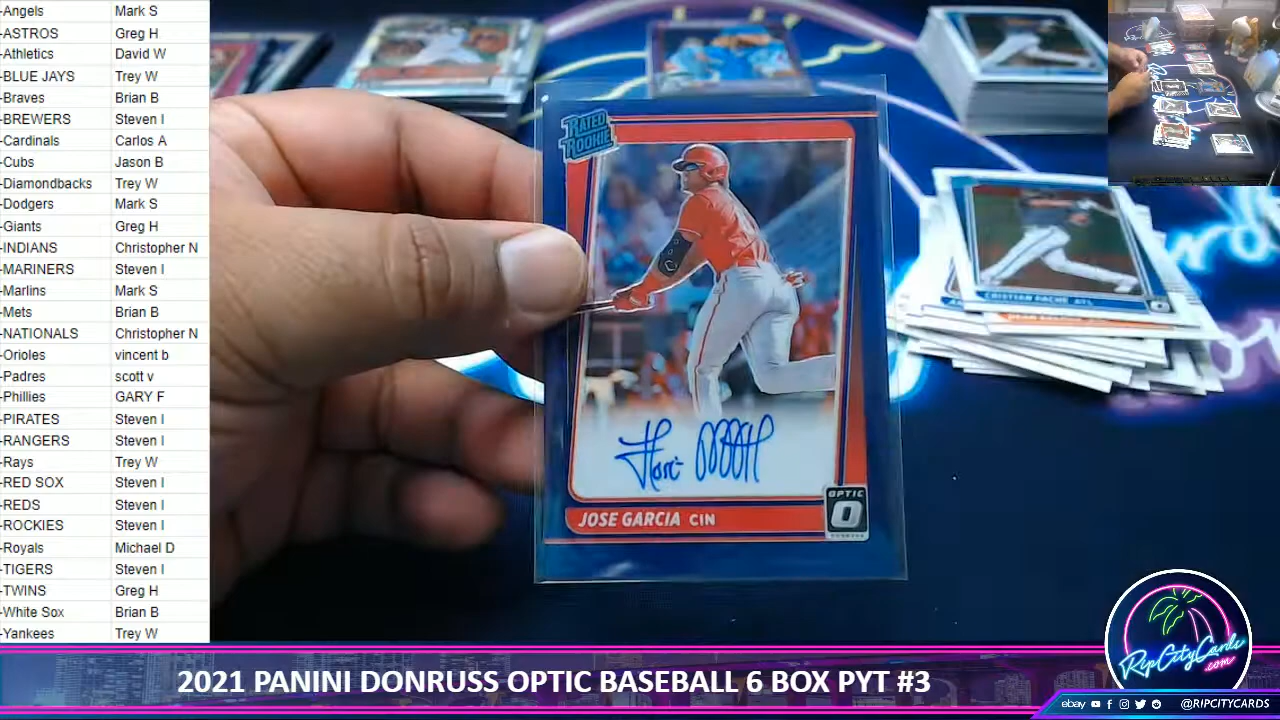 -Angels Mark S
-ASTROS Greg H
-Athletics David W
-BLUE JAYS Trey W
-Braves Brian B
-BREWERS Steven I
-Cardinals Carlos A
-Cubs Jason B
-Diamondbacks Trey W
-Dodgers Mark S
-Giants Greg H
-INDIANS Christopher N
-MARINERS Steven I
-Marlins Mark S
-Mets Brian B
-NATIONALS Christopher N
-Orioles vincent b
-Padres scott v
-Phillies GARY F
-PIRATES Steven I
-RANGERS Steven I
-Rays Trey W
-RED SOX Steven I
-REDS Steven I
-ROCKIES Steven I
-Royals Michael D
-TIGERS Steven I
-TWINS Greg H
-White Sox Brian B
-Yankees Trey W
RATED
ROOKIE
JOSE GARCIA CIN
OPTIC
O
DONRUSS
CRISTIAN PACHE ATL
RipCityCards
.com
2021 PANINI DONRUSS OPTIC BASEBALL 6 BOX PYT #3
ebay @RIPCITYCARDS